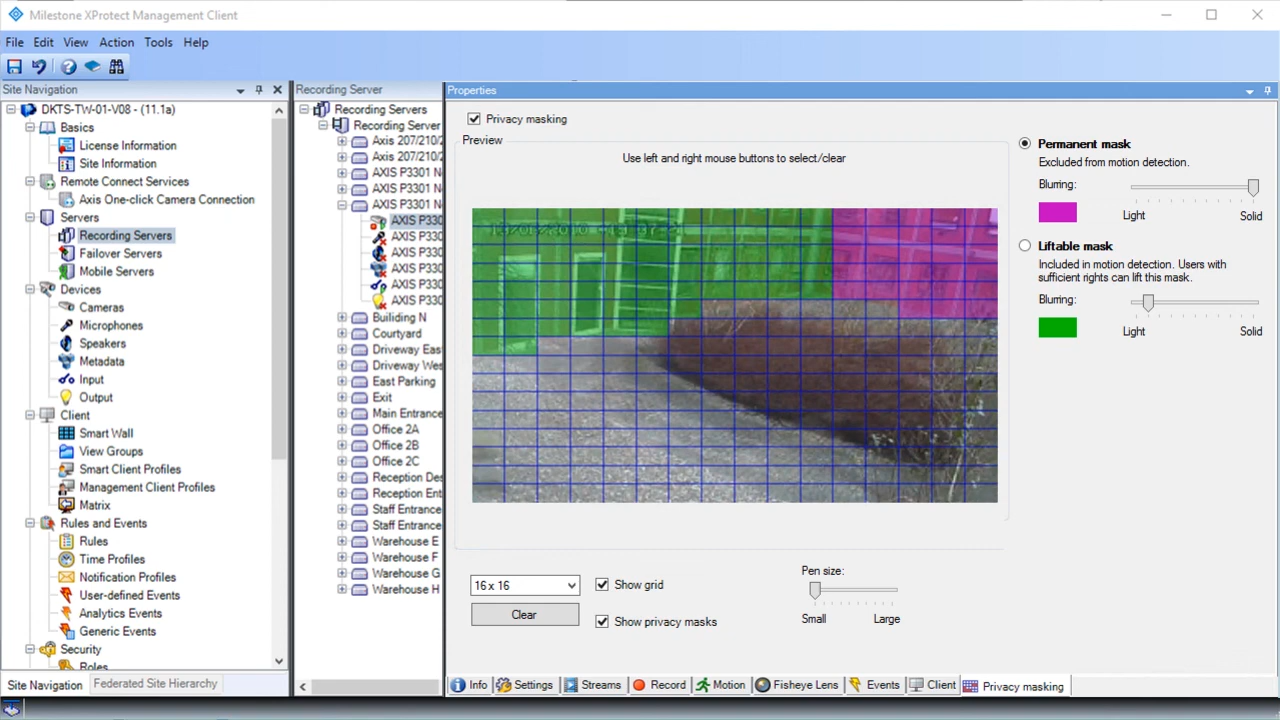 Milestone XProtect Management Client
File Edit View Action Tools Help
Site Navigation
DKTS-TW-01-V08 - (11.1a)
Basics
License Information
Site Information
Remote Connect Services
Axis One-click Camera Connection
Servers
Recording Servers
Failover Servers
Mobile Servers
Devices
Cameras
Microphones
Speakers
Metadata
Input
Output
Client
Smart Wall
View Groups
Smart Client Profiles
Management Client Profiles
Matrix
Rules and Events
Rules
Time Profiles
Notification Profiles
User-defined Events
Analytics Events
Generic Events
Security
Roles
Site Navigation Federated Site Hierarchy
Recording Server
Recording Servers
Recording Server
Axis 207/210/2
Axis 207/210/2
AXIS P3301 N
AXIS P3301 N
AXIS P3301 N
AXIS P330
AXIS P330
AXIS P330
AXIS P330
AXIS P330
AXIS P330
Building N
Courtyard
Driveway East
Driveway Wes
East Parking
Exit
Main Entrance
Office 2A
Office 2B
Office 2C
Reception Des
Reception Ent
Staff Entrance
Staff Entrance
Warehouse E
Warehouse F
Warehouse G
Warehouse H
Properties
Privacy masking
Preview
Use left and right mouse buttons to select/clear
Permanent mask
Excluded from motion detection.
Blurring:
Light Solid
Liftable mask
Included in motion detection. Users with
sufficient rights can lift this mask.
Blurring:
Light Solid
16 x 16
Show grid
Clear
Show privacy masks
Pen size:
Small Large
Info Settings Streams Record Motion Fisheye Lens Events Client Privacy masking